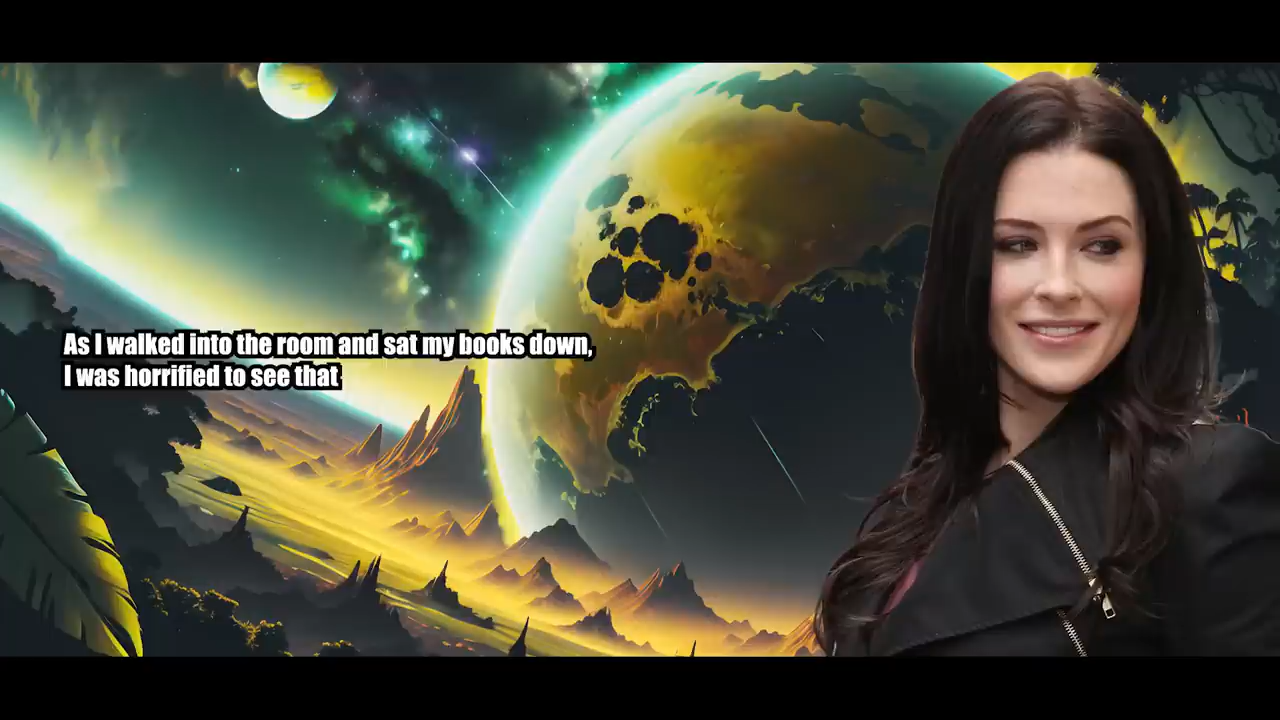 As I walked into the room and sat my books down,
I was horrified to see that